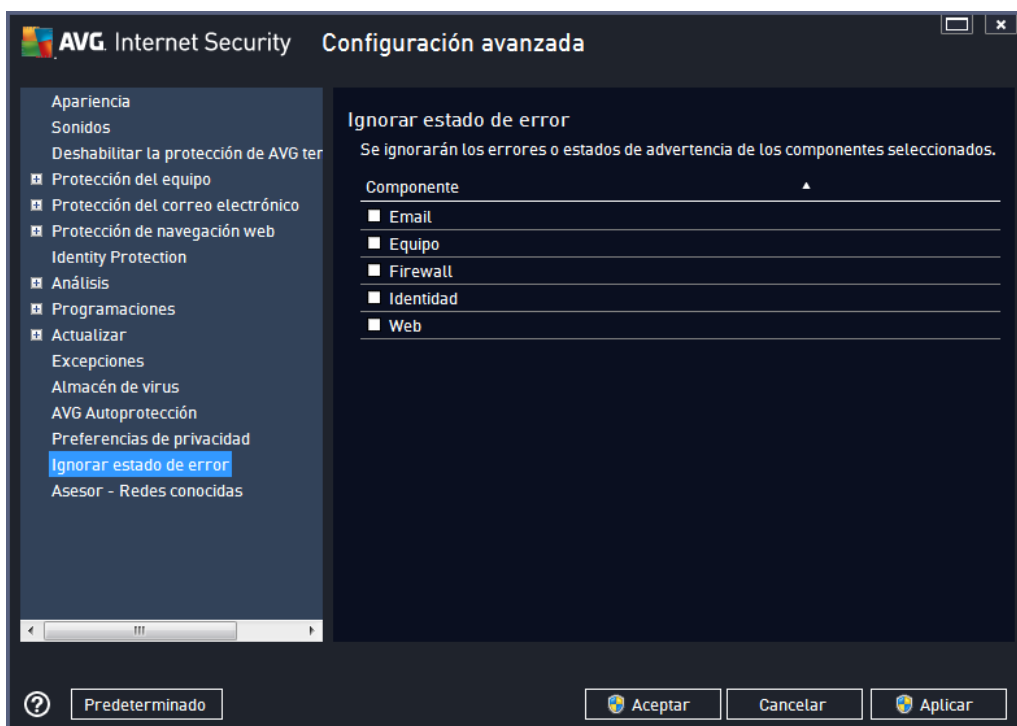 AVG. Internet Security Configuración avanzada
Apariencia
Sonidos
Deshabilitar la protección de AVG ter
Protección del equipo
Protección del correo electrónico
Protección de navegación web
Identity Protection
Análisis
Programaciones
Actualizar
Excepciones
Almacén de virus
AVG Autoprotección
Preferencias de privacidad
Ignorar estado de error
Asesor - Redes conocidas
Ignorar estado de error
Se ignorarán los errores o estados de advertencia de los componentes seleccionados.
Componente
Email
Equipo
Firewall
Identidad
Web
Predeterminado
Aceptar
Cancelar
Aplicar